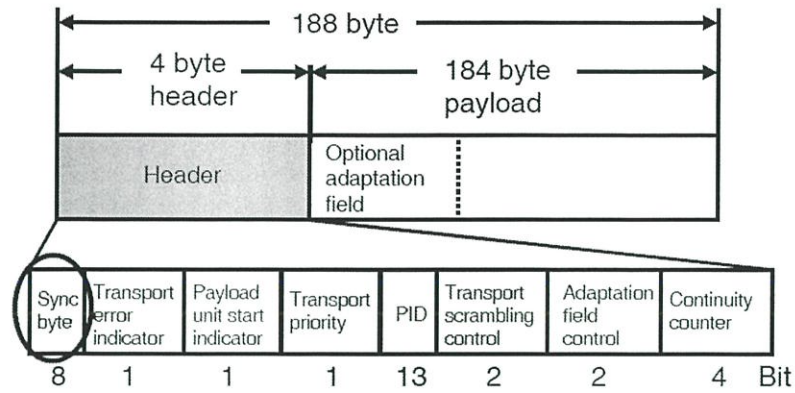 188 byte
4 byte
header
184 byte
payload
Header
Optional
adaptation
field
Sync
byte
Transport
error
indicator
Payload
unit start
indicator
Transport
priority
PID
Transport
scrambling
control
Adaptation
field
control
Continuity
counter
8 1 1 1 13 2 2 4 Bit